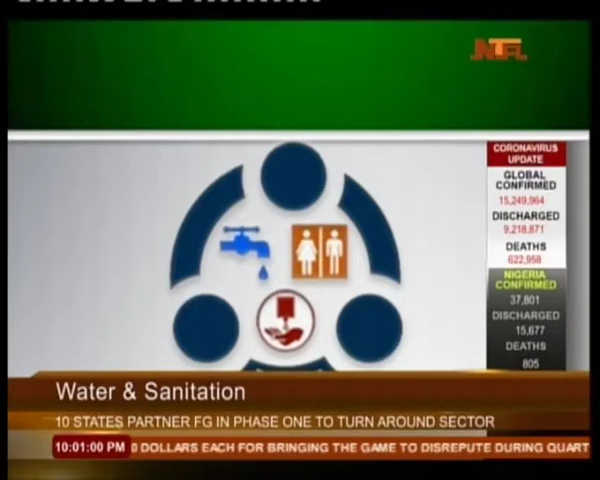 NTA
CORONAVIRUS
UPDATE
GLOBAL
CONFIRMED
15,249,964
DISCHARGED
9,218,871
DEATHS
622,958
NIGERIA
CONFIRMED
37,801
DISCHARGED
15,677
DEATHS
805
Water & Sanitation
10 STATES PARTNER FG IN PHASE ONE TO TURN AROUND SECTOR
10:01:00 PM 0 DOLLARS EACH FOR BRINGING THE GAME TO DISREPUTE DURING QUART